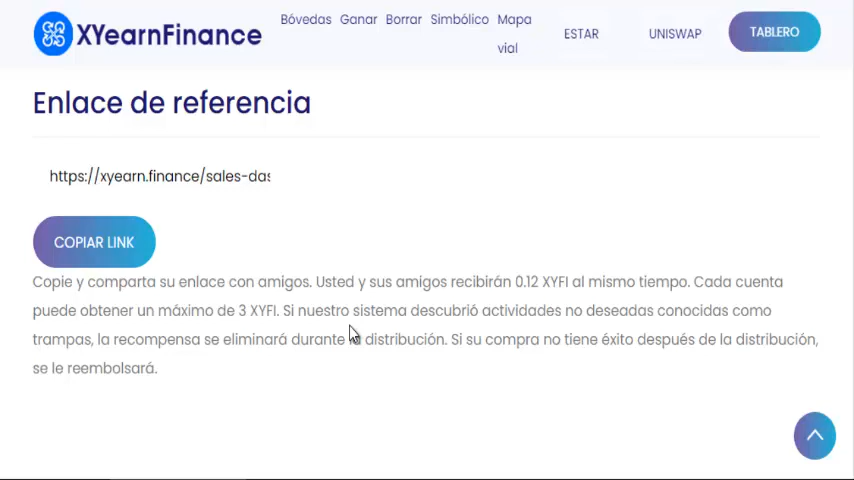 XYearnFinance
Bóvedas Ganar Borrar Simbólico Mapa vial
ESTAR
UNISWAP
TABLERO
Enlace de referencia
https://xyearn.finance/sales-das
COPIAR LINK
Copie y comparta su enlace con amigos. Usted y sus amigos recibirán 0.12 XYFI al mismo tiempo. Cada cuenta
puede obtener un máximo de 3 XYFI. Si nuestro sistema descubrió actividades no deseadas conocidas como
trampas, la recompensa se eliminará durante la distribución. Si su compra no tiene éxito después de la distribución,
se le reembolsará.